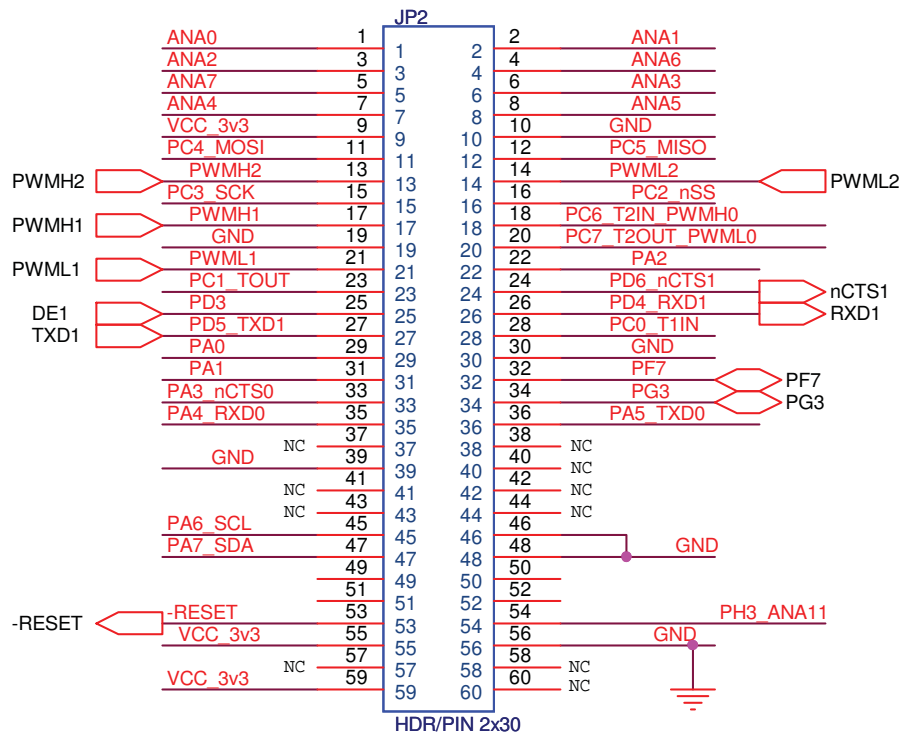 JP2
ANA0 1 1 2 2 ANA1
ANA2 3 3 4 4 ANA6
ANA7 5 5 6 6 ANA3
ANA4 7 7 8 8 ANA5
VCC_3v3 9 9 10 10 GND
PC4_MOSI 11 11 12 12 PC5_MISO
PWMH2 PWMH2 13 13 14 14 PWML2 PWML2
PC3_SCK 15 15 16 16 PC2_nSS
PWMH1 PWMH1 17 17 18 18 PC6_T2IN_PWMH0
GND 19 19 20 20 PC7_T2OUT_PWML0
PWML1 PWML1 21 21 22 22 PA2
PC1_TOUT 23 23 24 24 PD6_nCTS1 nCTS1
DE1 PD3 25 25 26 26 PD4_RXD1 RXD1
TXD1 PD5_TXD1 27 27 28 28 PC0_T1IN
PA0 29 29 30 30 GND
PA1 31 31 32 32 PF7 PF7
PA3_nCTS0 33 33 34 34 PG3 PG3
PA4_RXD0 35 35 36 36 PA5_TXD0
NC 37 37 38 38 NC
GND 39 39 40 40 NC
NC 41 41 42 42 NC
NC 43 43 44 44 NC
PA6_SCL 45 45 46 46
PA7_SDA 47 47 48 48 GND
49 49 50 50
51 51 52 52
-RESET -RESET 53 53 54 54 PH3_ANA11
VCC_3v3 55 55 56 56 GND
NC 57 57 58 58 NC
VCC_3v3 59 59 60 60 NC
HDR/PIN 2x30